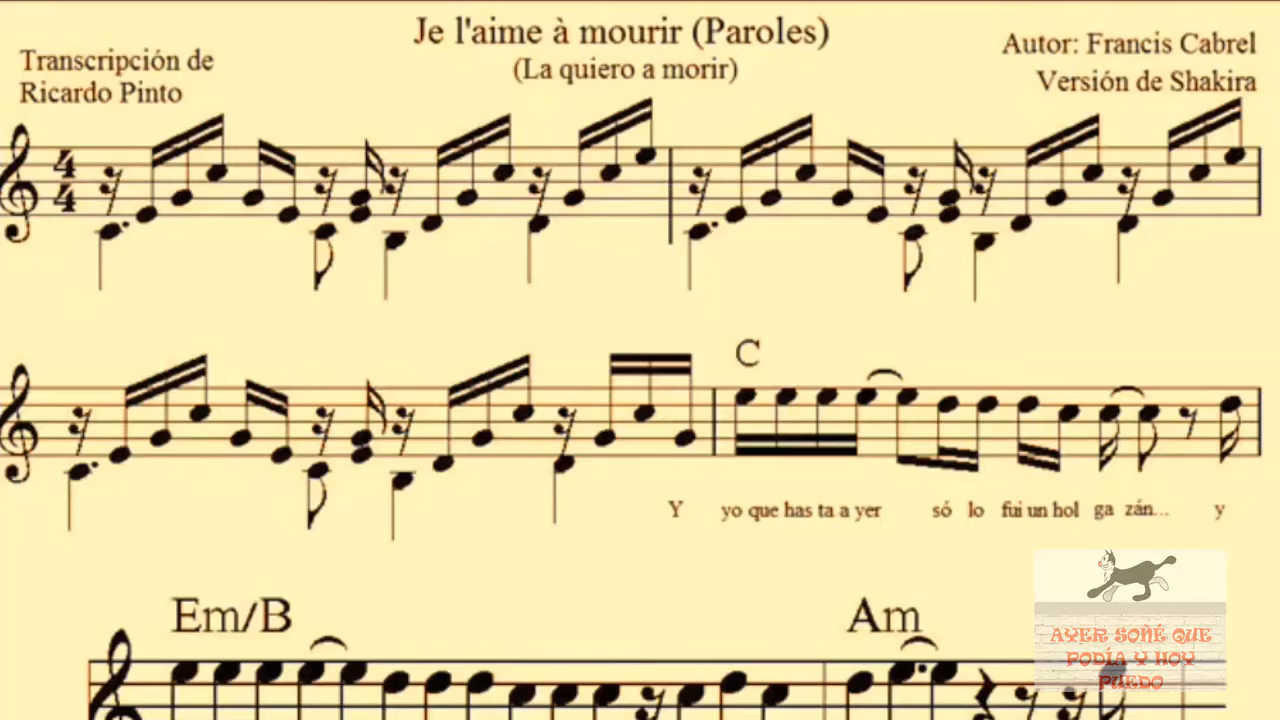 Je l'aime à mourir (Paroles)
(La quiero a morir)
Transcripción de
Ricardo Pinto
Autor: Francis Cabrel
Versión de Shakira
4
4
C
Y yo que has ta a yer só lo fui un hol ga zán... y
Em/B
Am
AYER SOÑÉ QUE
PODÍA Y HOY
PUEDO